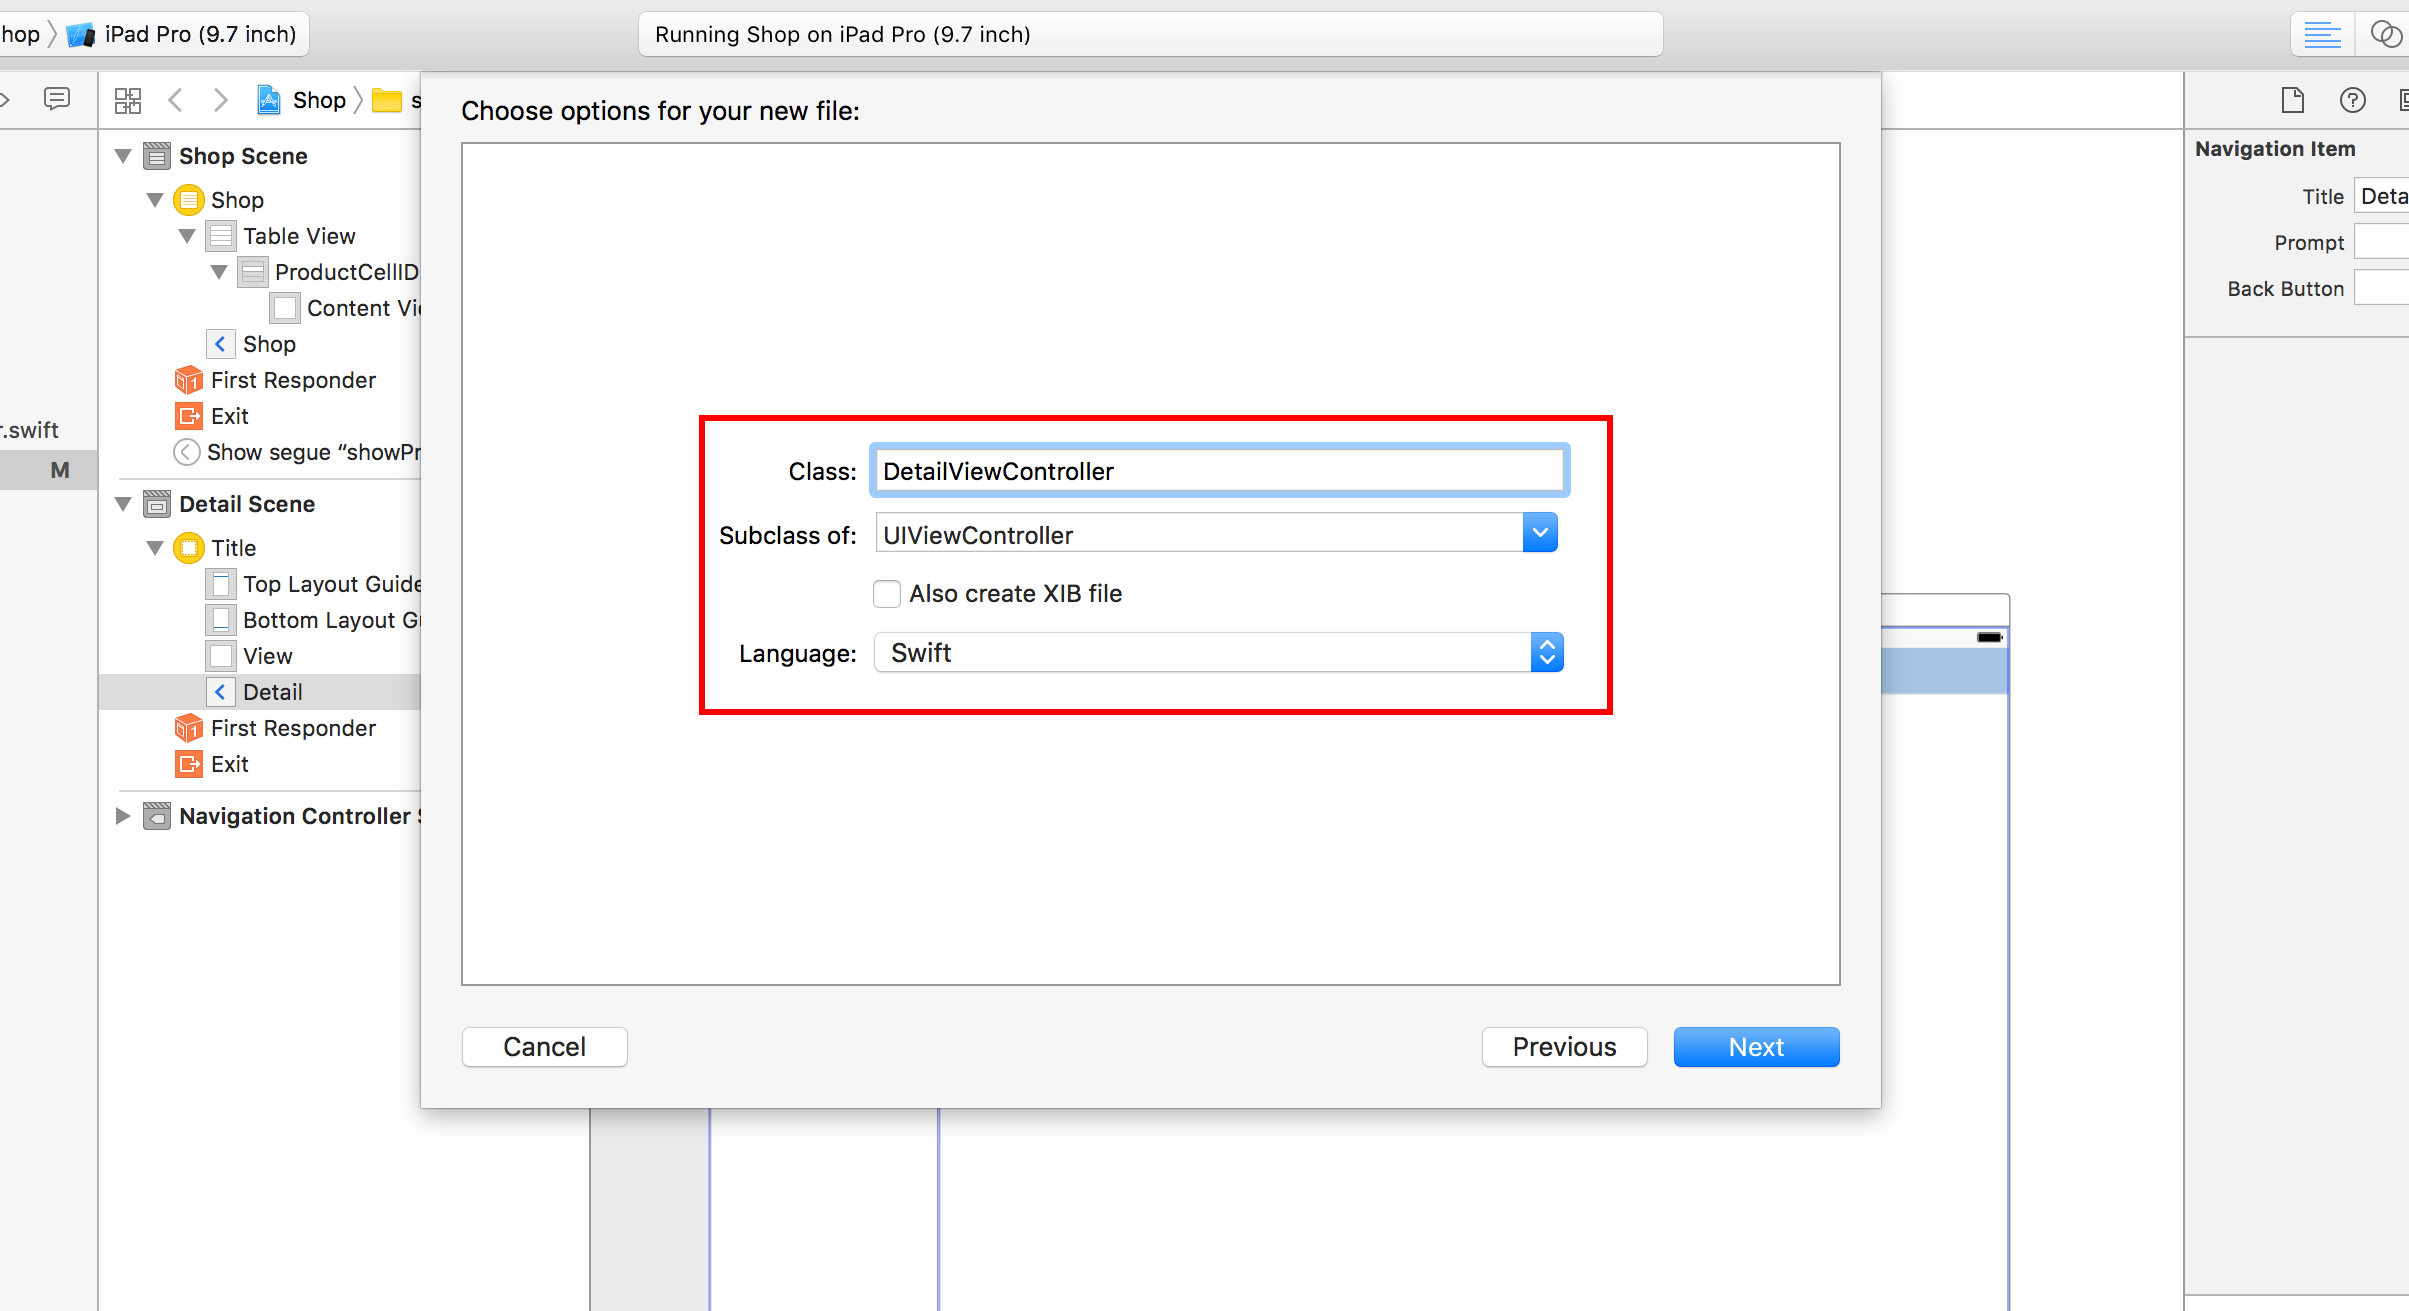 hop
iPad Pro (9.7 inch)
Running Shop on iPad Pro (9.7 inch)
Shop
s
Choose options for your new file:
Shop Scene
Shop
Table View
ProductCellID
Content Vi
Shop
First Responder
Exit
Show segue “showPr
Detail Scene
Title
Top Layout Guide
Bottom Layout G
View
Detail
First Responder
Exit
Navigation Controller
r.swift
M
Class: DetailViewController
Subclass of: UIViewController
Also create XIB file
Language: Swift
Cancel
Previous
Next
Navigation Item
Title Deta
Prompt
Back Button